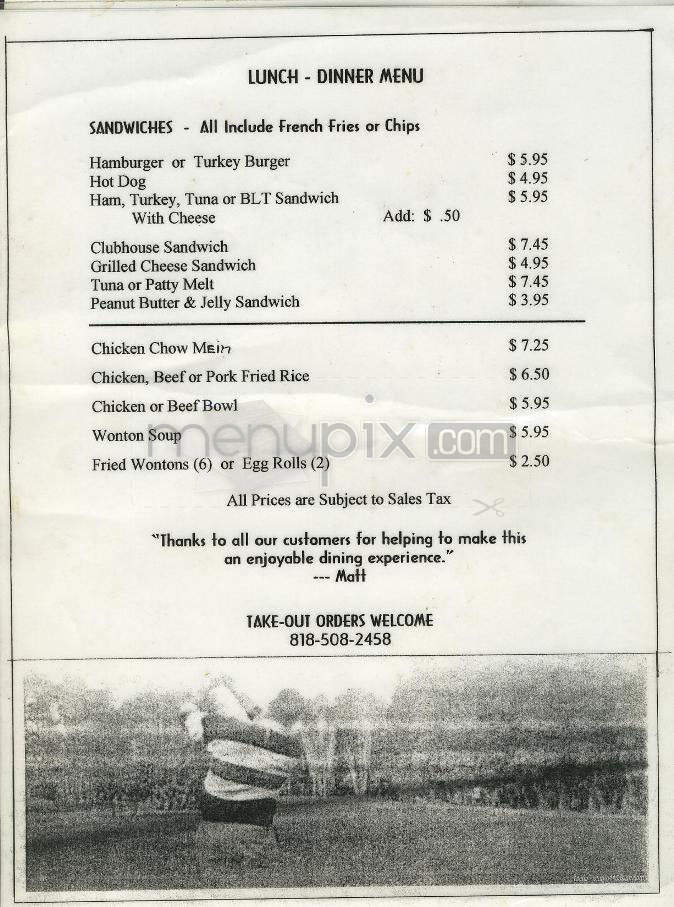 LUNCH - DINNER MENU
SANDWICHES - All Include French Fries or Chips
Hamburger or Turkey Burger $ 5.95
Hot Dog $ 4.95
Ham, Turkey, Tuna or BLT Sandwich $ 5.95
With Cheese Add: $ .50
Clubhouse Sandwich $ 7.45
Grilled Cheese Sandwich $ 4.95
Tuna or Patty Melt $ 7.45
Peanut Butter & Jelly Sandwich $ 3.95
Chicken Chow Mein $ 7.25
Chicken, Beef or Pork Fried Rice $ 6.50
Chicken or Beef Bowl $ 5.95
menupix.com
Wonton Soup $ 5.95
Fried Wontons (6) or Egg Rolls (2) $ 2.50
All Prices are Subject to Sales Tax
"Thanks to all our customers for helping to make this
an enjoyable dining experience."
--- Matt
TAKE-OUT ORDERS WELCOME
818-508-2458